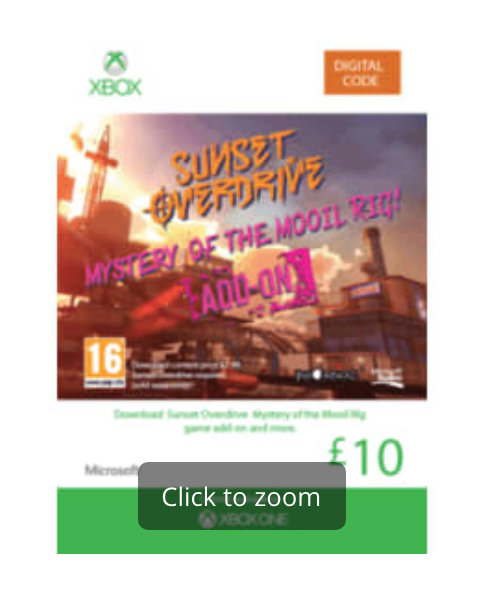 XBOX
DIGITAL
CODE
SUNSET
OVERDRIVE
MYSTERY OF THE MOOIL RIG!
ADD-ON
16
Download Sunset Overdrive Mystery of the Mooil Rig
game add-on and more.
£10
Microsoft
Click to zoom
XBOX ONE